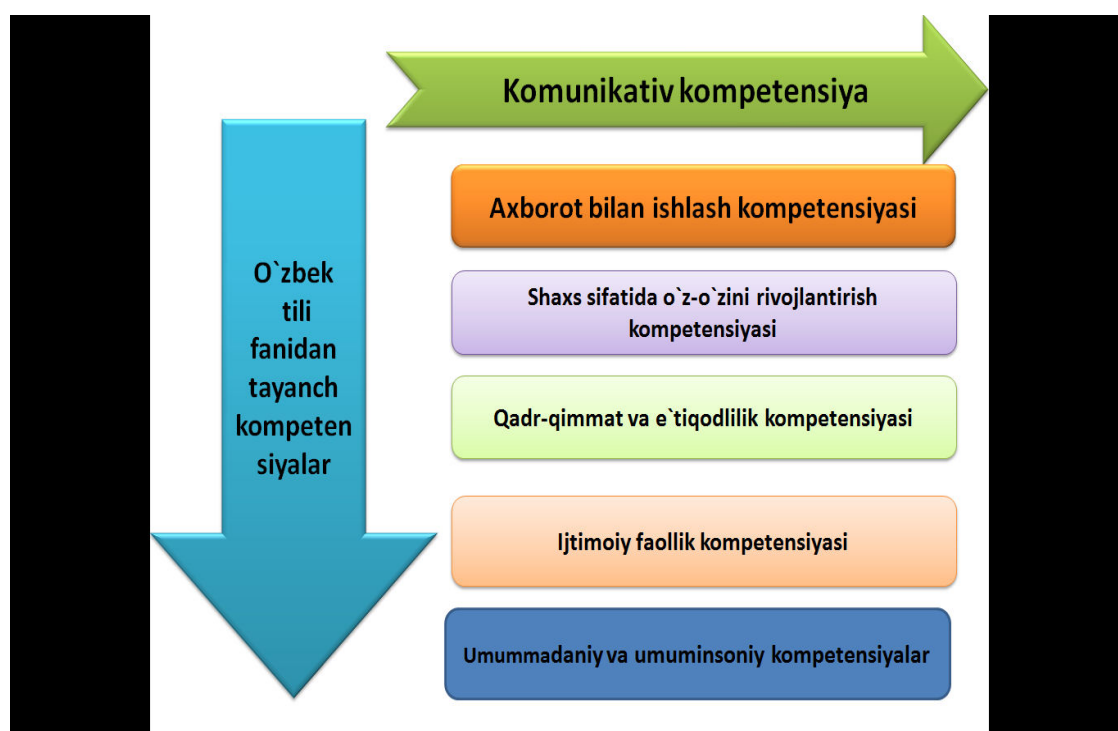 Komunikativ kompetensiya
Axborot bilan ishlash kompetensiyasi
O`zbek
tili
fanidan
tayanch
kompeten
siyalar
Shaxs sifatida o`z-o`zini rivojlantirish
kompetensiyasi
Qadr-qimmat va e`tiqodlilik kompetensiyasi
Ijtimoiy faollik kompetensiyasi
Umummadaniy va umuminsoniy kompetensiyalar